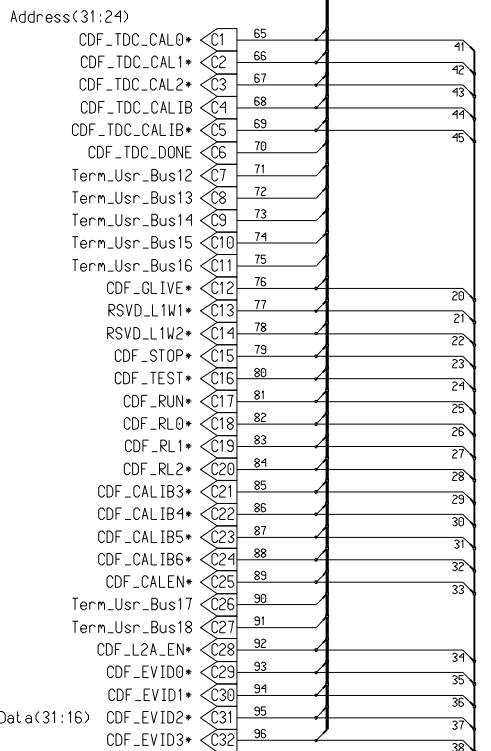 Address(31:24)
CDF_TDC_CAL0* C1 65 41
CDF_TDC_CAL1* C2 66 42
CDF_TDC_CAL2* C3 67 43
CDF_TDC_CALIB C4 68 44
CDF_TDC_CALIB* C5 69 45
CDF_TDC_DONE C6 70
Term_Usr_Bus12 C7 71
Term_Usr_Bus13 C8 72
Term_Usr_Bus14 C9 73
Term_Usr_Bus15 C10 74
Term_Usr_Bus16 C11 75
CDF_GLIVE* C12 76 20
RSVD_L1W1* C13 77 21
RSVD_L1W2* C14 78 22
CDF_STOP* C15 79 23
CDF_TEST* C16 80 24
CDF_RUN* C17 81 25
CDF_RL0* C18 82 26
CDF_RL1* C19 83 27
CDF_RL2* C20 84 28
CDF_CALIB3* C21 85 29
CDF_CALIB4* C22 86 30
CDF_CALIB5* C23 87 31
CDF_CALIB6* C24 88 32
CDF_CALEN* C25 89 33
Term_Usr_Bus17 C26 90
Term_Usr_Bus18 C27 91
CDF_L2A_EN* C28 92 34
CDF_EVID0* C29 93 35
CDF_EVID1* C30 94 36
Data(31:16) CDF_EVID2* C31 95 37
CDF_EVID3* C32 96 38